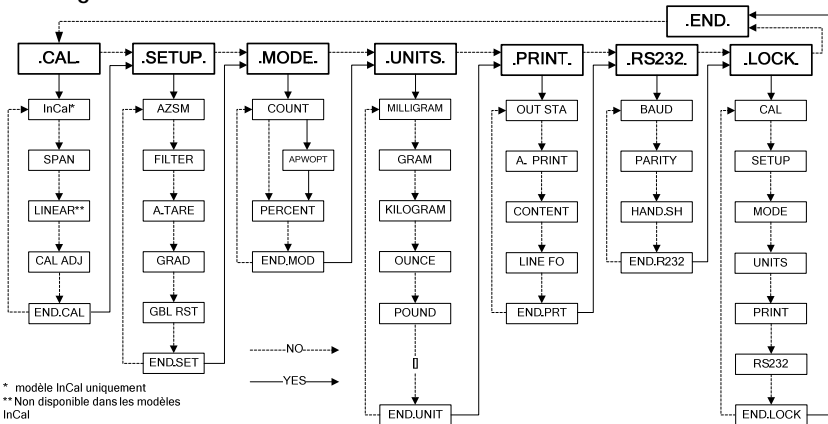 .END.
.CAL.
.SETUP.
.MODE.
.UNITS.
.PRINT.
.RS232.
.LOCK.
InCal*
SPAN
LINEAR**
CAL ADJ
END.CAL
AZSM
FILTER
A.TARE
GRAD
GBL RST
END.SET
COUNT
APWOPT
PERCENT
END.MOD
MILLIGRAM
GRAM
KILOGRAM
OUNCE
POUND
▯
END.UNIT
OUT STA
A. PRINT
CONTENT
LINE FO
END.PRT
BAUD
PARITY
HAND.SH
END.R232
CAL
SETUP
MODE
UNITS
PRINT
RS232
END.LOCK
NO
YES
* modèle InCal uniquement
** Non disponible dans les modèles
InCal